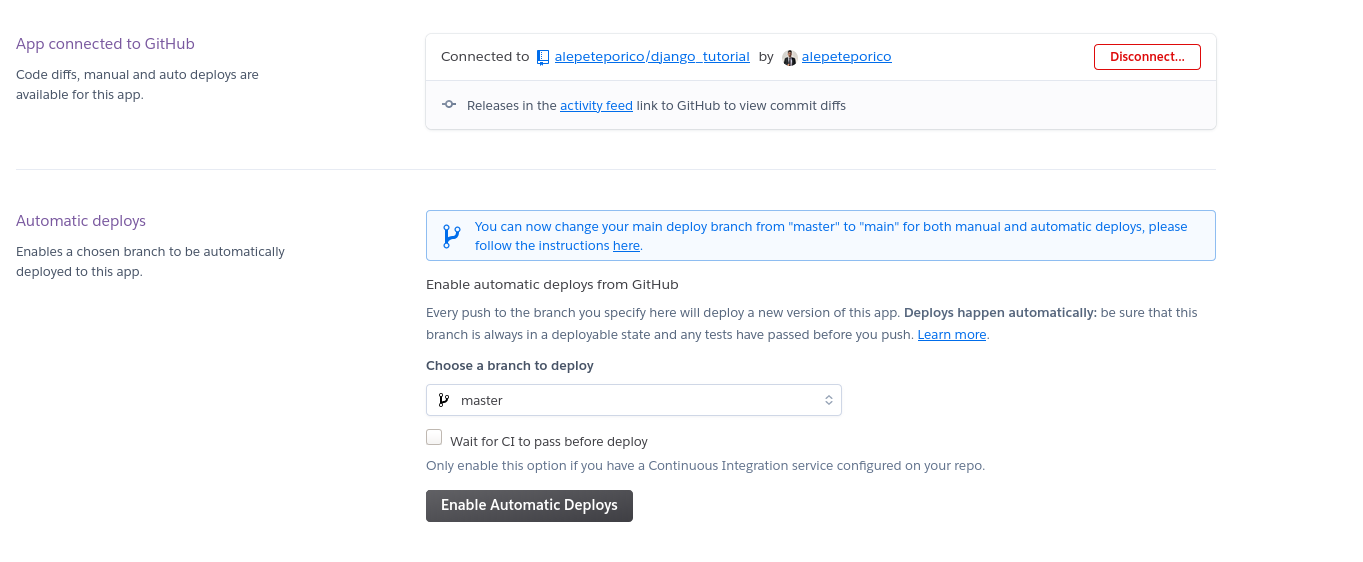 App connected to GitHub
Code diffs, manual and auto deploys are
available for this app.
Connected to alepeteporico/django_tutorial by alepeteporico
Disconnect...
Releases in the activity feed link to GitHub to view commit diffs
Automatic deploys
Enables a chosen branch to be automatically
deployed to this app.
You can now change your main deploy branch from "master" to "main" for both manual and automatic deploys, please
follow the instructions here.
Enable automatic deploys from GitHub
Every push to the branch you specify here will deploy a new version of this app. Deploys happen automatically: be sure that this
branch is always in a deployable state and any tests have passed before you push. Learn more.
Choose a branch to deploy
master
Wait for CI to pass before deploy
Only enable this option if you have a Continuous Integration service configured on your repo.
Enable Automatic Deploys